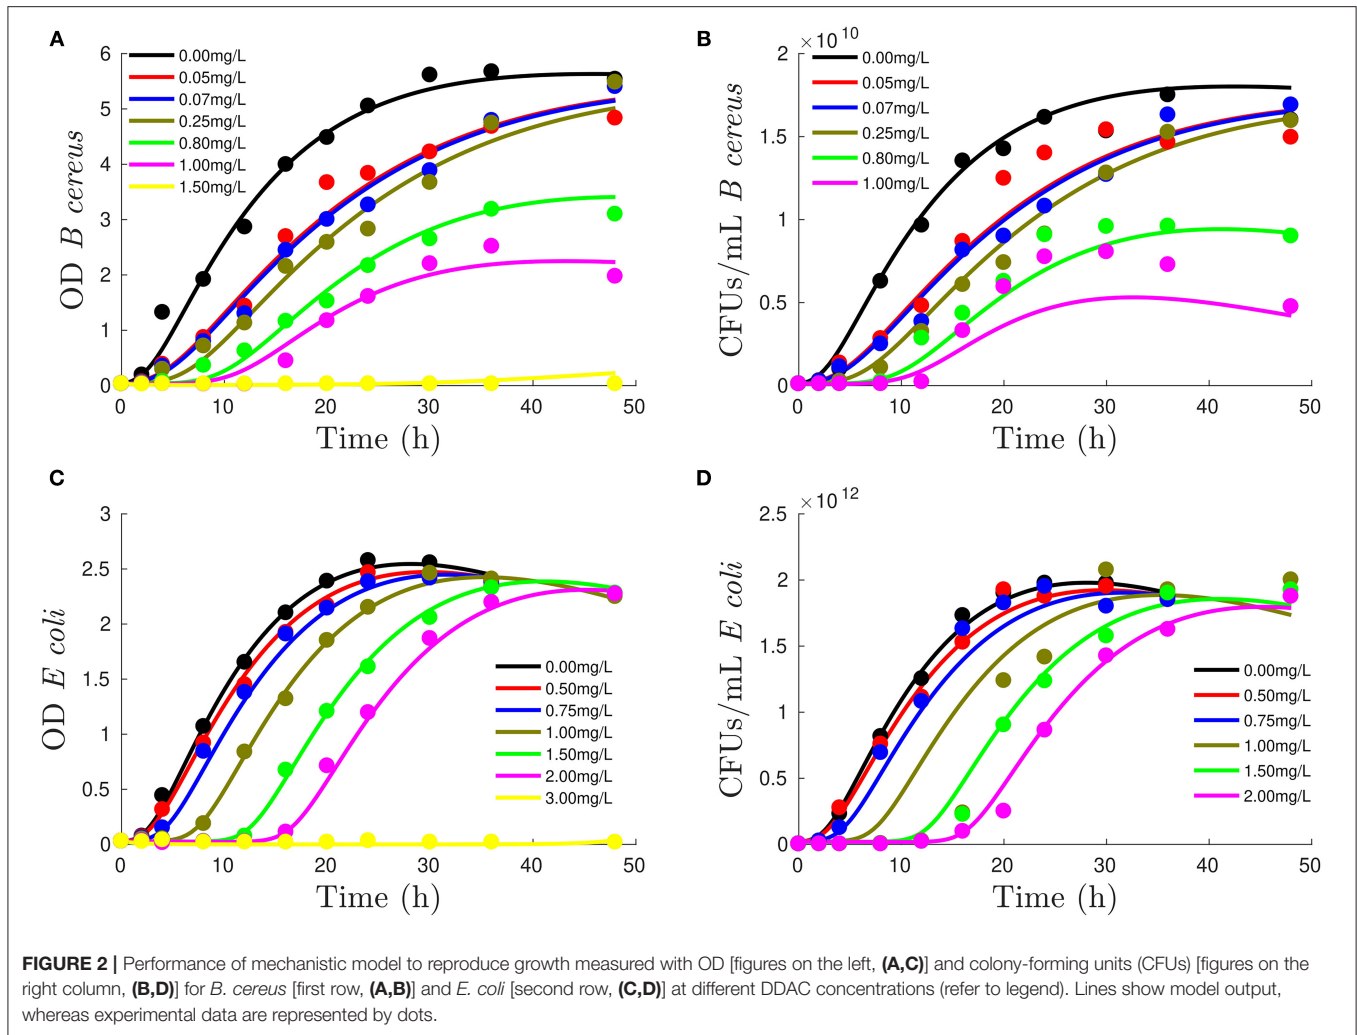 A
OD B cereus
6
5
4
3
2
1
0
0.00mg/L
0.05mg/L
0.07mg/L
0.25mg/L
0.80mg/L
1.00mg/L
1.50mg/L
0 10 20 30 40 50
Time (h)
B
×10 10
CFUs/mL B cereus
2
1.5
1
0.5
0
0.00mg/L
0.05mg/L
0.07mg/L
0.25mg/L
0.80mg/L
1.00mg/L
0 10 20 30 40 50
Time (h)
C
OD E coli
3
2.5
2
1.5
1
0.5
0
0.00mg/L
0.50mg/L
0.75mg/L
1.00mg/L
1.50mg/L
2.00mg/L
3.00mg/L
0 10 20 30 40 50
Time (h)
D
×10 12
CFUs/mL E coli
2.5
2
1.5
1
0.5
0
0.00mg/L
0.50mg/L
0.75mg/L
1.00mg/L
1.50mg/L
2.00mg/L
0 10 20 30 40 50
Time (h)
FIGURE 2 | Performance of mechanistic model to reproduce growth measured with OD [figures on the left, (A,C)] and colony-forming units (CFUs) [figures on the
right column, (B,D)] for B. cereus [first row, (A,B)] and E. coli [second row, (C,D)] at different DDAC concentrations (refer to legend). Lines show model output,
whereas experimental data are represented by dots.